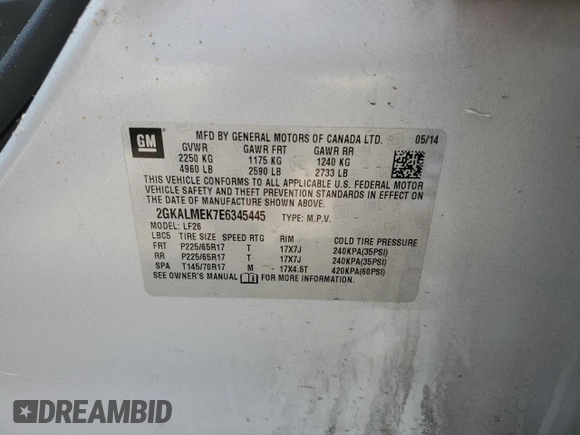 GM
MFD BY GENERAL MOTORS OF CANADA LTD. 05/14
GVWR GAWR FRT GAWR RR
2250 KG 1175 KG 1240 KG
4960 LB 2590 LB 2733 LB
THIS VEHICLE CONFORMS TO ALL APPLICABLE U.S. FEDERAL MOTOR
VEHICLE SAFETY AND THEFT PREVENTION STANDARDS IN EFFECT ON
THE DATE OF MANUFACTURE SHOWN ABOVE.
2GKALMEK7E6345445 TYPE: M.P.V.
MODEL: LF26
LBC5 TIRE SIZE SPEED RTG RIM COLD TIRE PRESSURE
FRT P225/65R17 T 17X7J 240KPA(35PSI)
RR P225/65R17 T 17X7J 240KPA(35PSI)
SPA T145/70R17 M 17X4.5T 420KPA(60PSI)
SEE OWNER'S MANUAL FOR MORE INFORMATION
DREAMBID